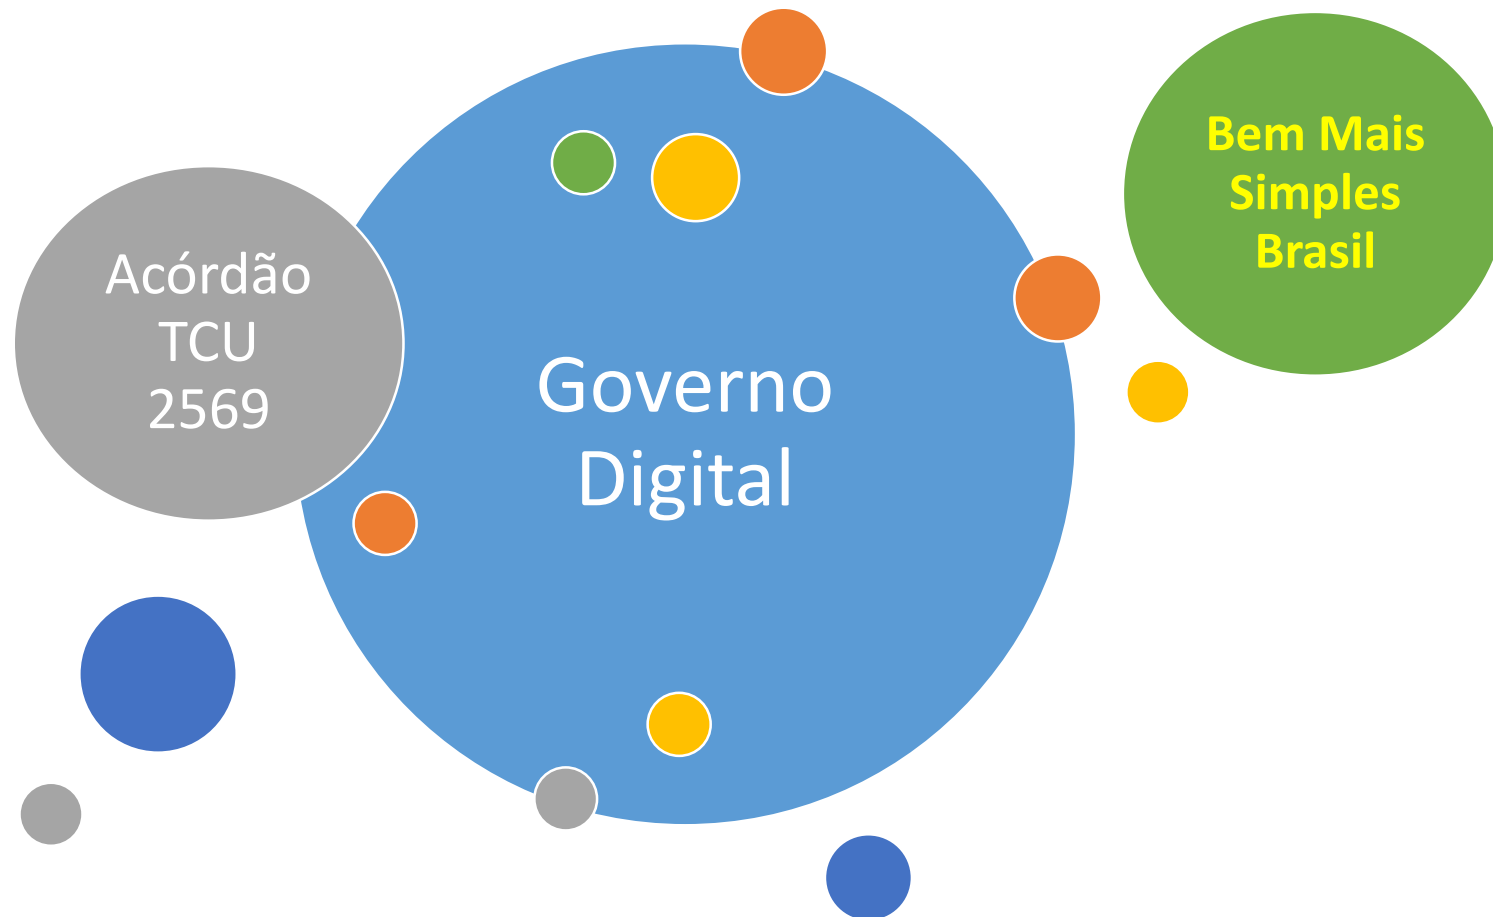 Acórdão
TCU
2569
Governo
Digital
Bem Mais
Simples
Brasil